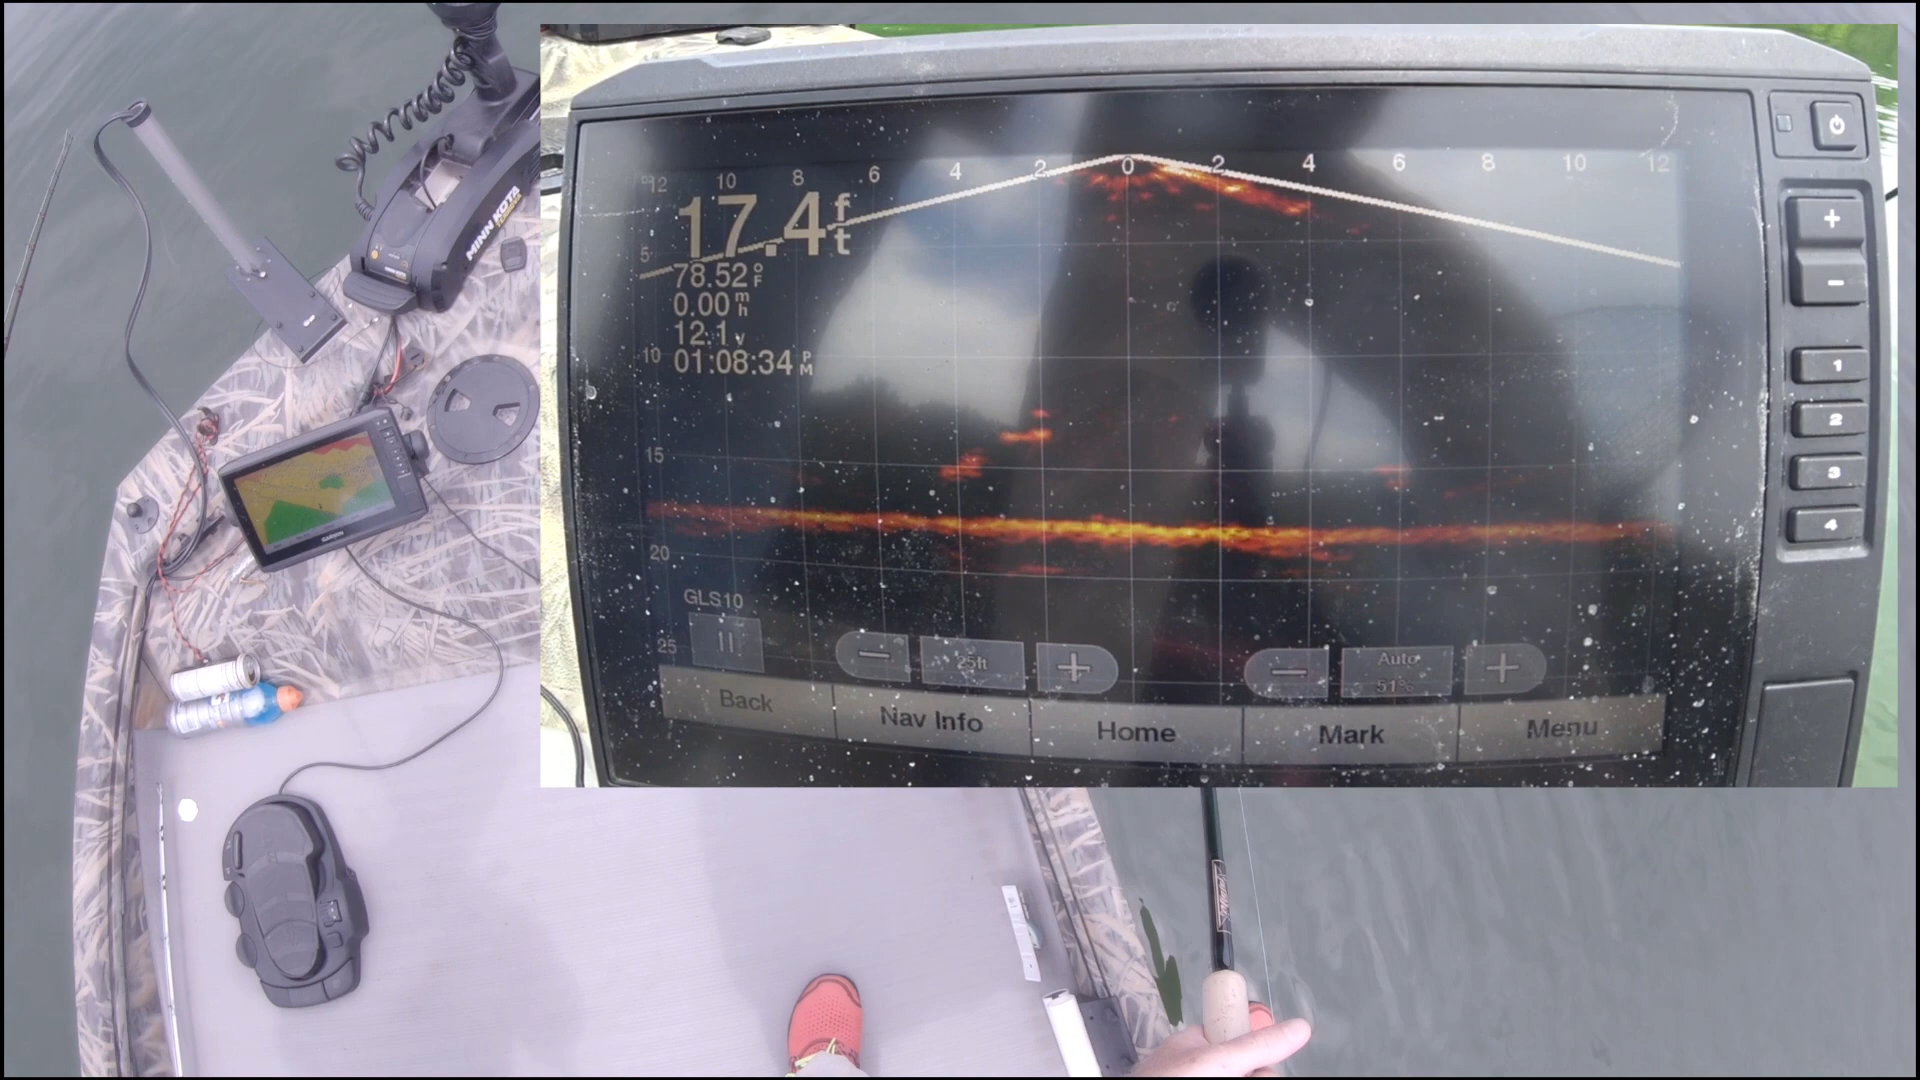 12 10 8 6 4 2 0 2 4 6 8 10 12
17.4 ft
5
78.52 °F
0.00 mh
12.1 v
10
01:08:34 PM
15
20
GLS10
25
25ft
Auto
51%
Back Nav Info Home Mark Menu
+
-
1
2
3
4
MINN KOTA
GARMIN